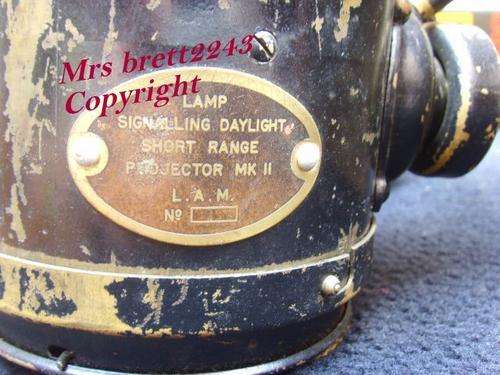 Mrs brett2243
Copyright
LAMP
SIGNALLING DAYLIGHT
SHORT RANGE
PROJECTOR MK II
L. A. M.
No